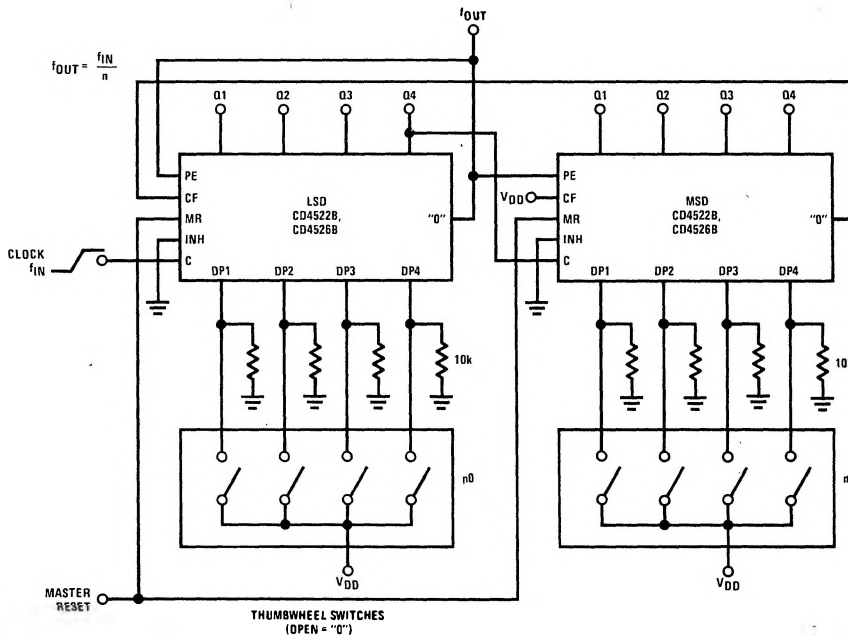 fOUT
fOUT = fIN
n
Q1 Q2 Q3 Q4
Q1 Q2 Q3 Q4
PE
CF
MR
INH
C
LSD
CD4522B,
CD4526B
"0"
DP1 DP2 DP3 DP4
CLOCK
fIN
PE
VDD
CF
MR
INH
C
MSD
CD4522B,
CD4526B
"0"
DP1 DP2 DP3 DP4
10k
10
n0
VDD
VDD
MASTER
RESET
THUMBWHEEL SWITCHES
(OPEN = "0")